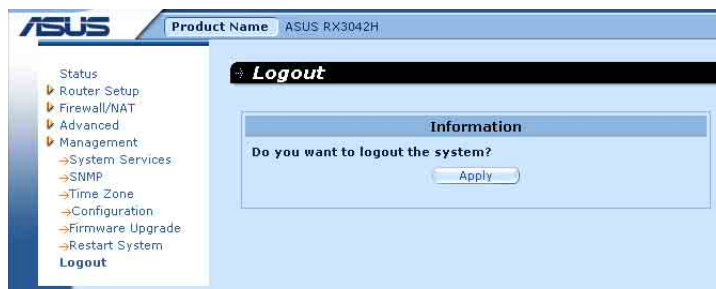 ASUS
Product Name ASUS RX3042H
Status
Router Setup
Firewall/NAT
Advanced
Management
→System Services
→SNMP
→Time Zone
→Configuration
→Firmware Upgrade
→Restart System
Logout
Logout
Information
Do you want to logout the system?
Apply